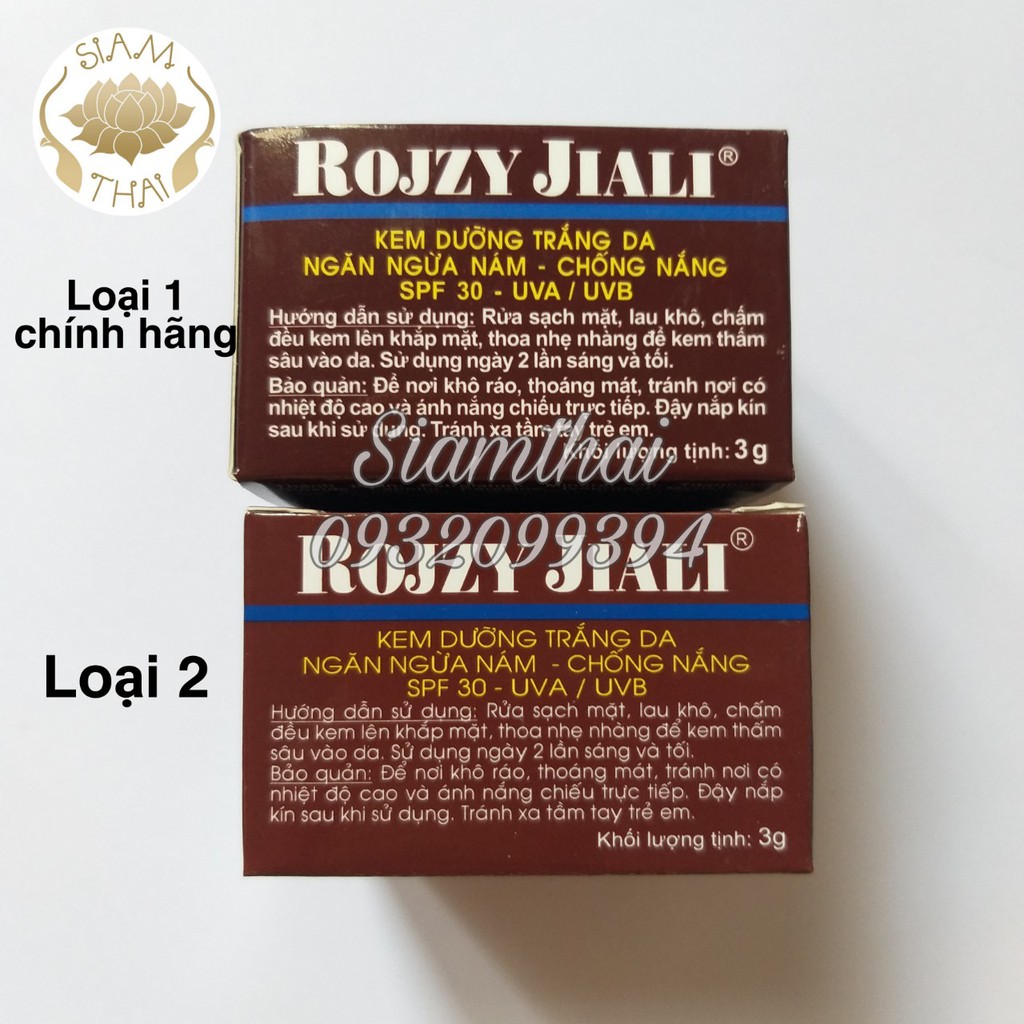 SIAM
THAI
Loại 1
chính hãng
ROJZY JIALI®
KEM DƯỠNG TRẮNG DA
NGĂN NGỪA NÁM - CHỐNG NẮNG
SPF 30 - UVA / UVB
Hướng dẫn sử dụng: Rửa sạch mặt, lau khô, chấm
đều kem lên khắp mặt, thoa nhẹ nhàng để kem thấm
sâu vào da. Sử dụng ngày 2 lần sáng và tối.
Bảo quản: Để nơi khô ráo, thoáng mát, tránh nơi có
nhiệt độ cao và ánh nắng chiếu trực tiếp. Đậy nắp kín
sau khi sử dụng. Tránh xa tầm tay trẻ em.
Khối lượng tịnh: 3 g
Siamthai
0932099394
Loại 2
ROJZY JIALI®
KEM DƯỠNG TRẮNG DA
NGĂN NGỪA NÁM - CHỐNG NẮNG
SPF 30 - UVA / UVB
Hướng dẫn sử dụng: Rửa sạch mặt, lau khô, chấm
đều kem lên khắp mặt, thoa nhẹ nhàng để kem thấm
sâu vào da. Sử dụng ngày 2 lần sáng và tối.
Bảo quản: Để nơi khô ráo, thoáng mát, tránh nơi có
nhiệt độ cao và ánh nắng chiếu trực tiếp. Đậy nắp
kín sau khi sử dụng. Tránh xa tầm tay trẻ em.
Khối lượng tịnh: 3g